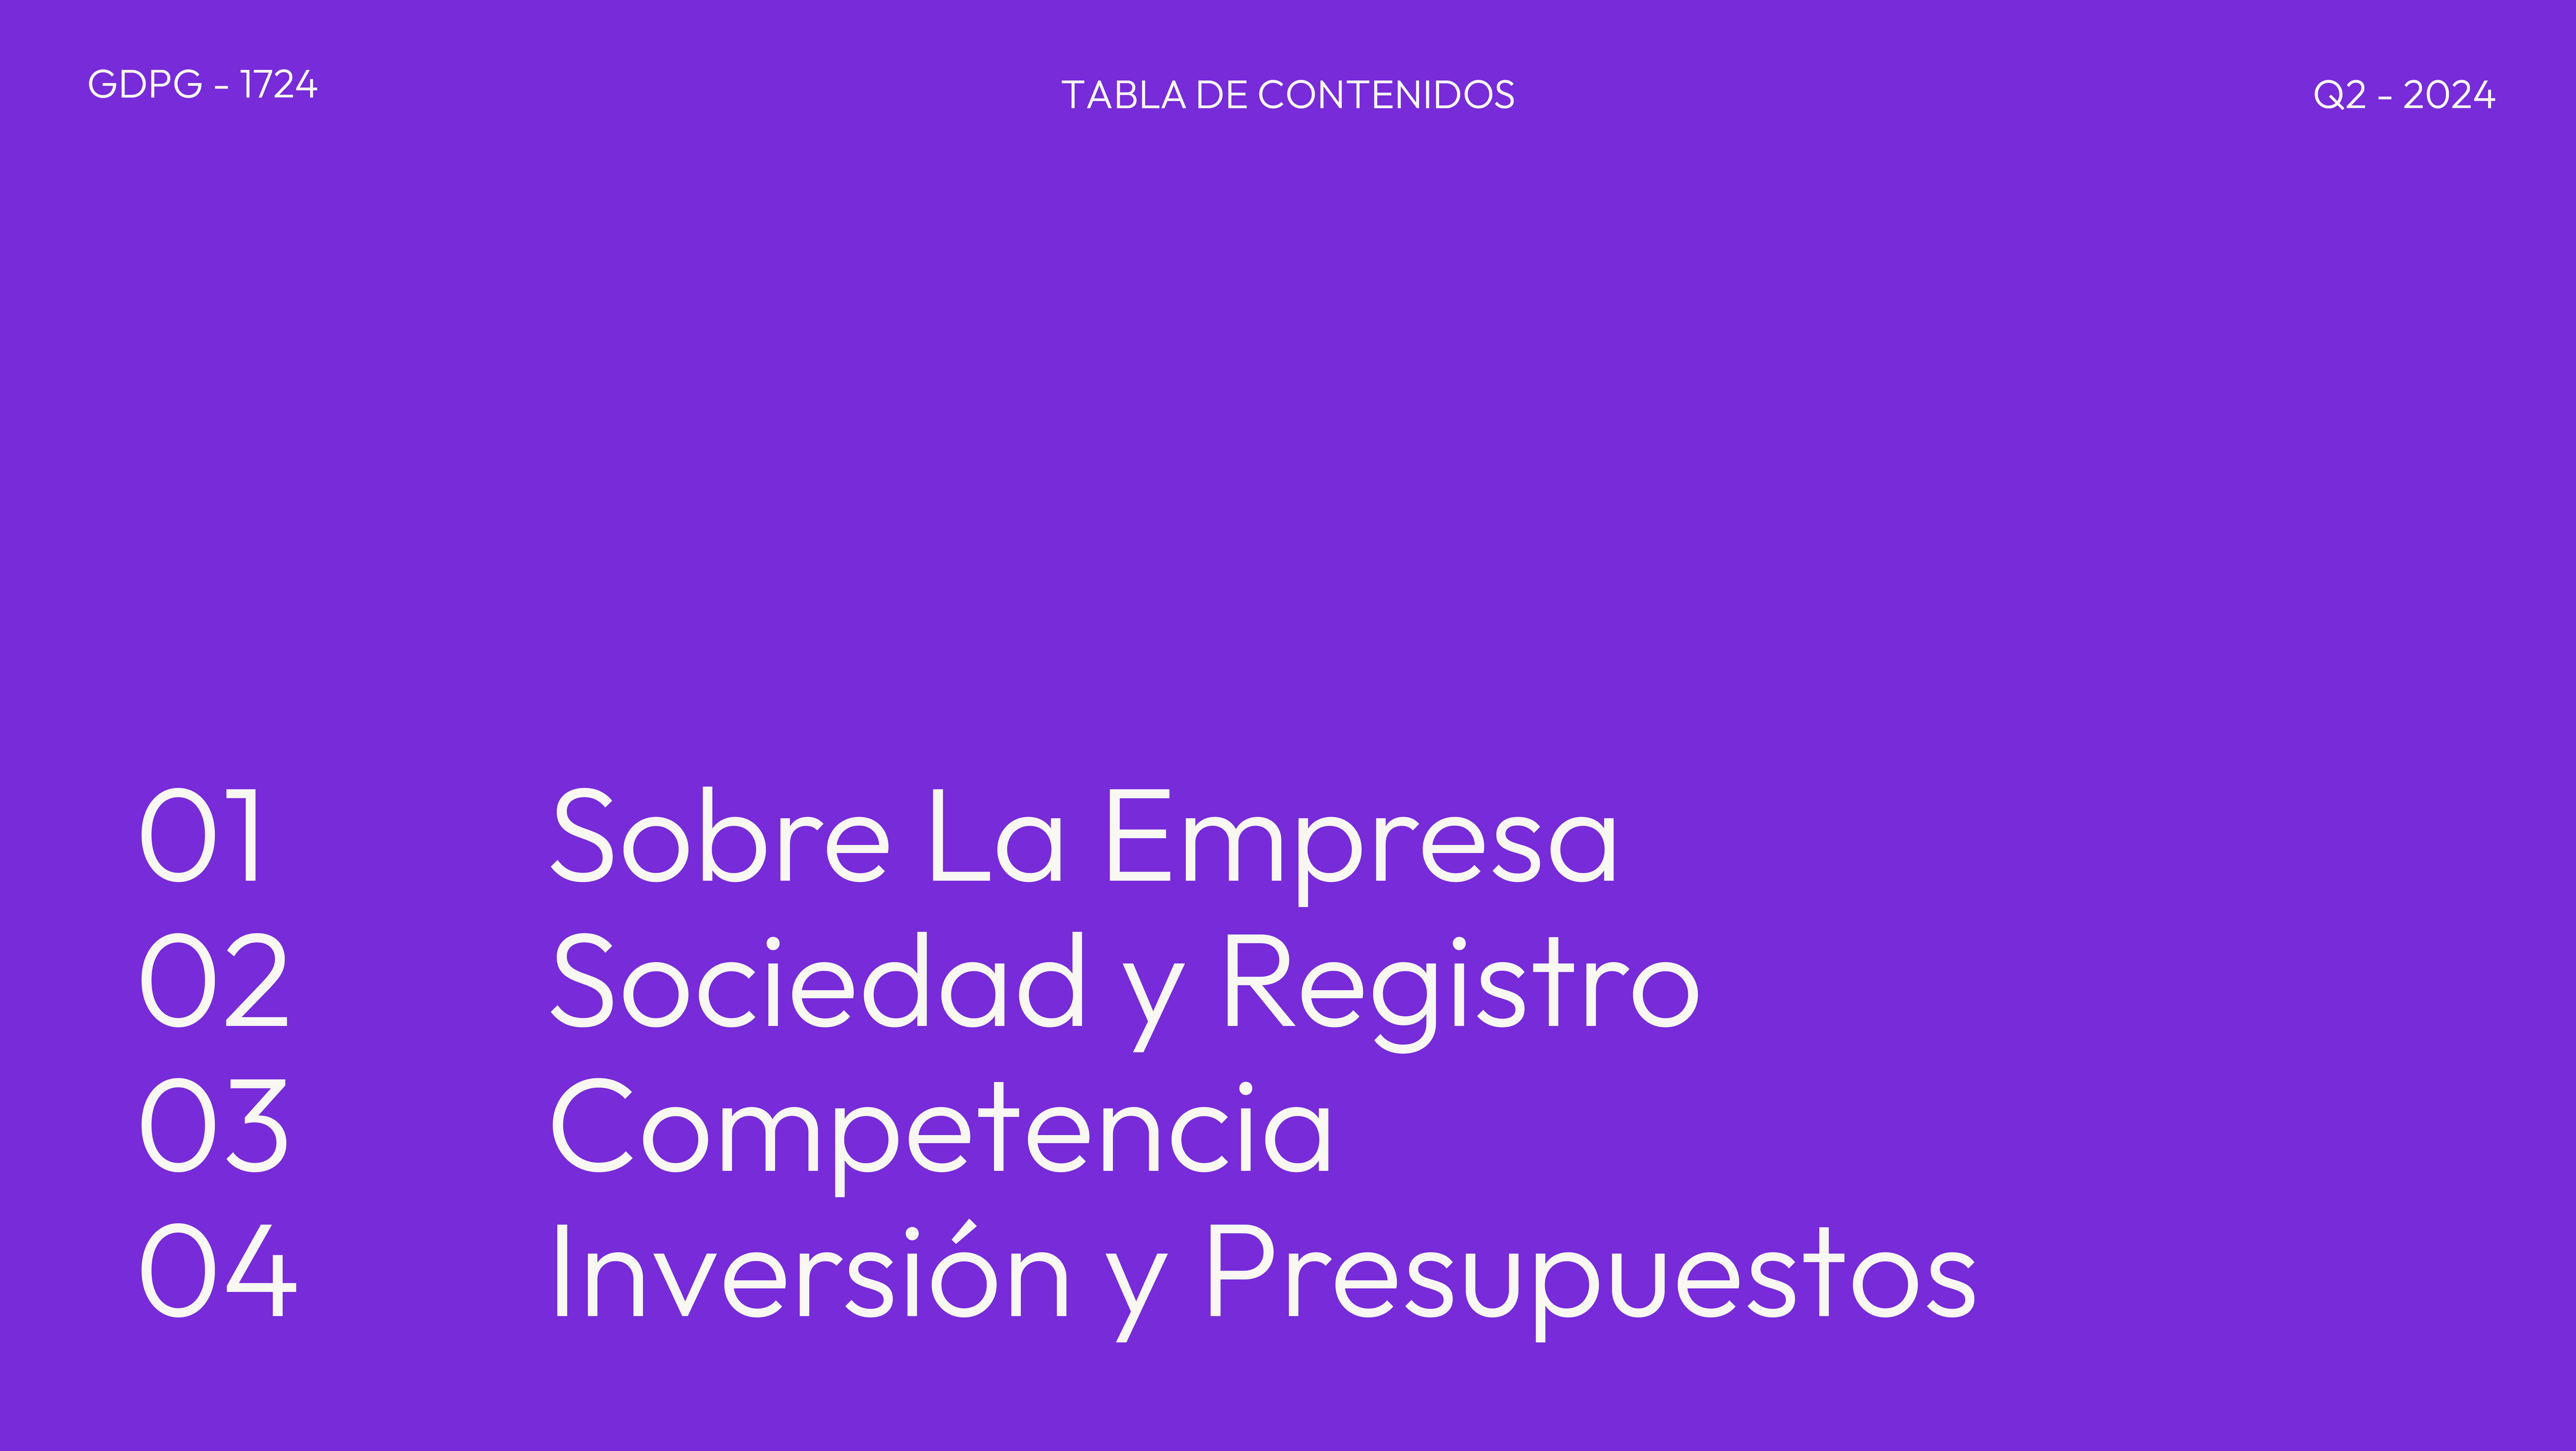 GDPG - 1724
TABLA DE CONTENIDOS
Q2 - 2024
01 Sobre La Empresa
02 Sociedad y Registro
03 Competencia
04 Inversión y Presupuestos